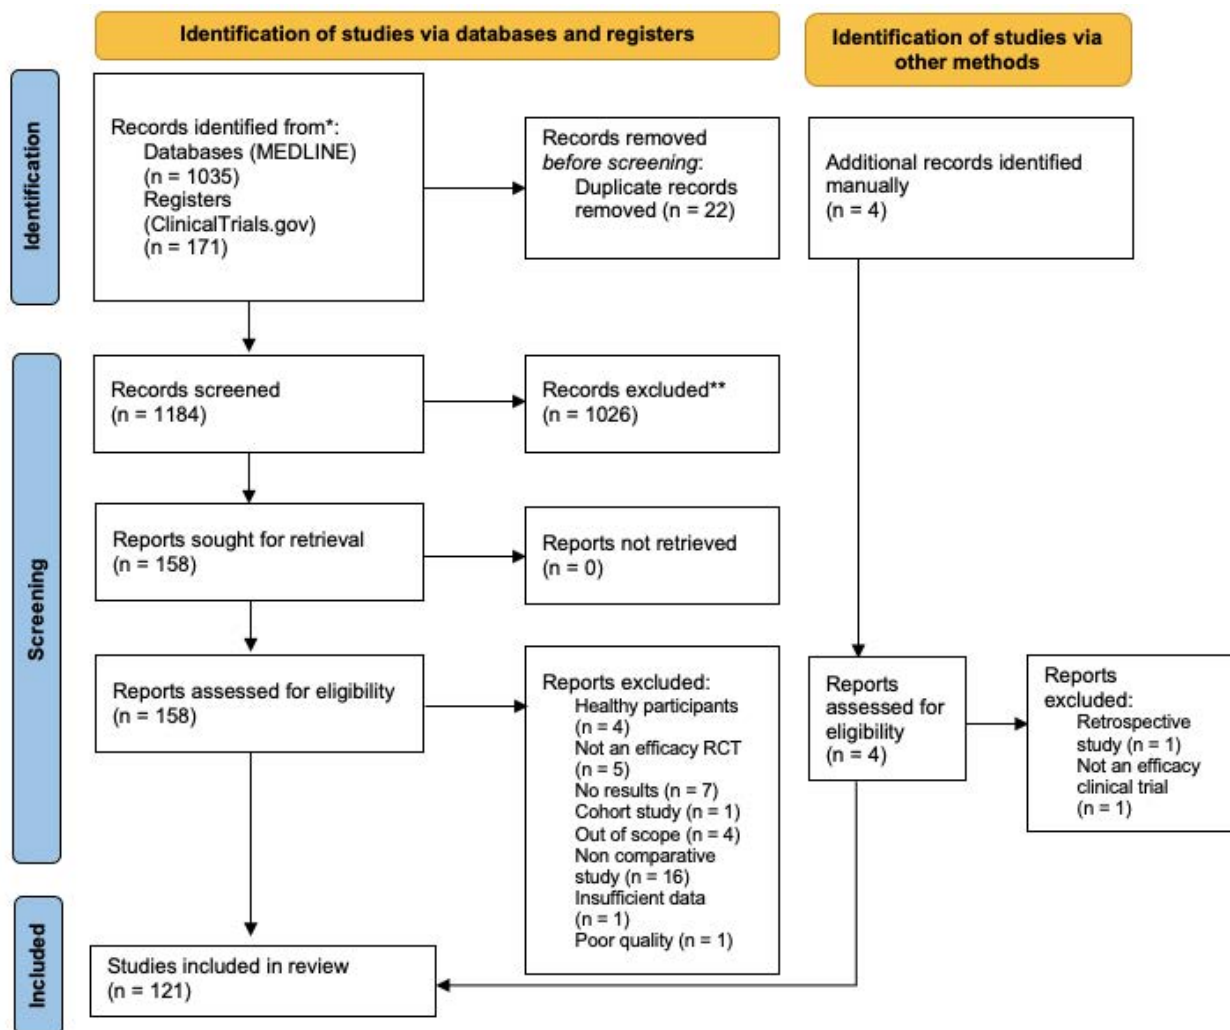 Identification of studies via databases and registers
Identification of studies via
other methods
Identification
Records identified from*:
Databases (MEDLINE)
(n = 1035)
Registers
(ClinicalTrials.gov)
(n = 171)
Records removed
before screening:
Duplicate records
removed (n = 22)
Additional records identified
manually
(n = 4)
Screening
Records screened
(n = 1184)
Records excluded**
(n = 1026)
Reports sought for retrieval
(n = 158)
Reports not retrieved
(n = 0)
Reports assessed for eligibility
(n = 158)
Reports excluded:
Healthy participants
(n = 4)
Not an efficacy RCT
(n = 5)
No results (n = 7)
Cohort study (n = 1)
Out of scope (n = 4)
Non comparative
study (n = 16)
Insufficient data
(n = 1)
Poor quality (n = 1)
Reports
assessed for
eligibility
(n = 4)
Reports
excluded:
Retrospective
study (n = 1)
Not an efficacy
clinical trial
(n = 1)
Included
Studies included in review
(n = 121)